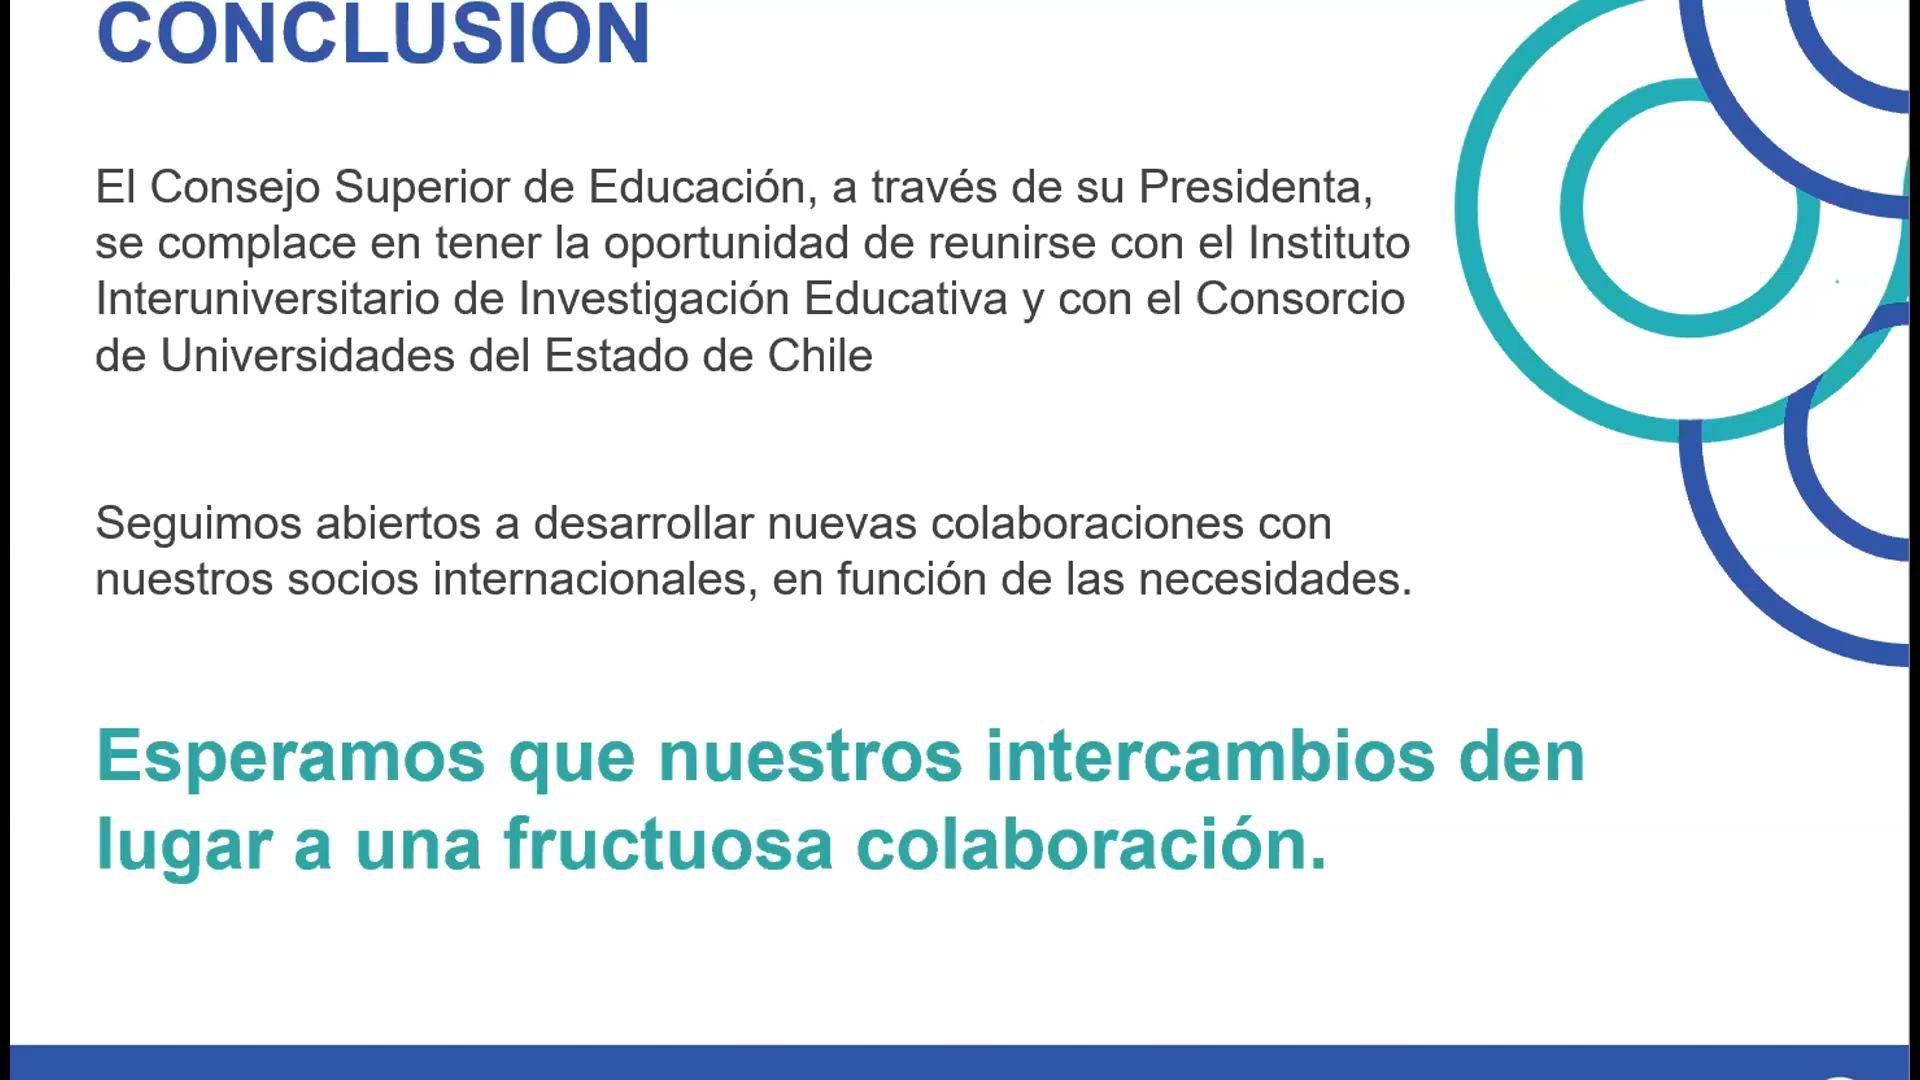 CONCLUSION
El Consejo Superior de Educación, a través de su Presidenta,
se complace en tener la oportunidad de reunirse con el Instituto
Interuniversitario de Investigación Educativa y con el Consorcio
de Universidades del Estado de Chile
Seguimos abiertos a desarrollar nuevas colaboraciones con
nuestros socios internacionales, en función de las necesidades.
Esperamos que nuestros intercambios den
lugar a una fructuosa colaboración.